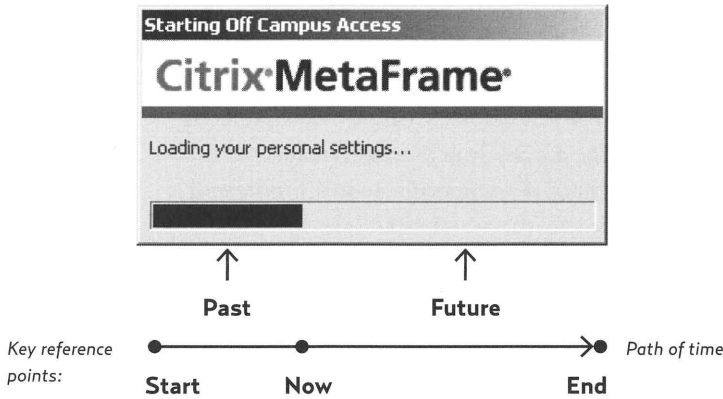 Starting Off Campus Access
Citrix MetaFrame
Loading your personal settings...
Past Future
Key reference
points:
Path of time
Start Now End